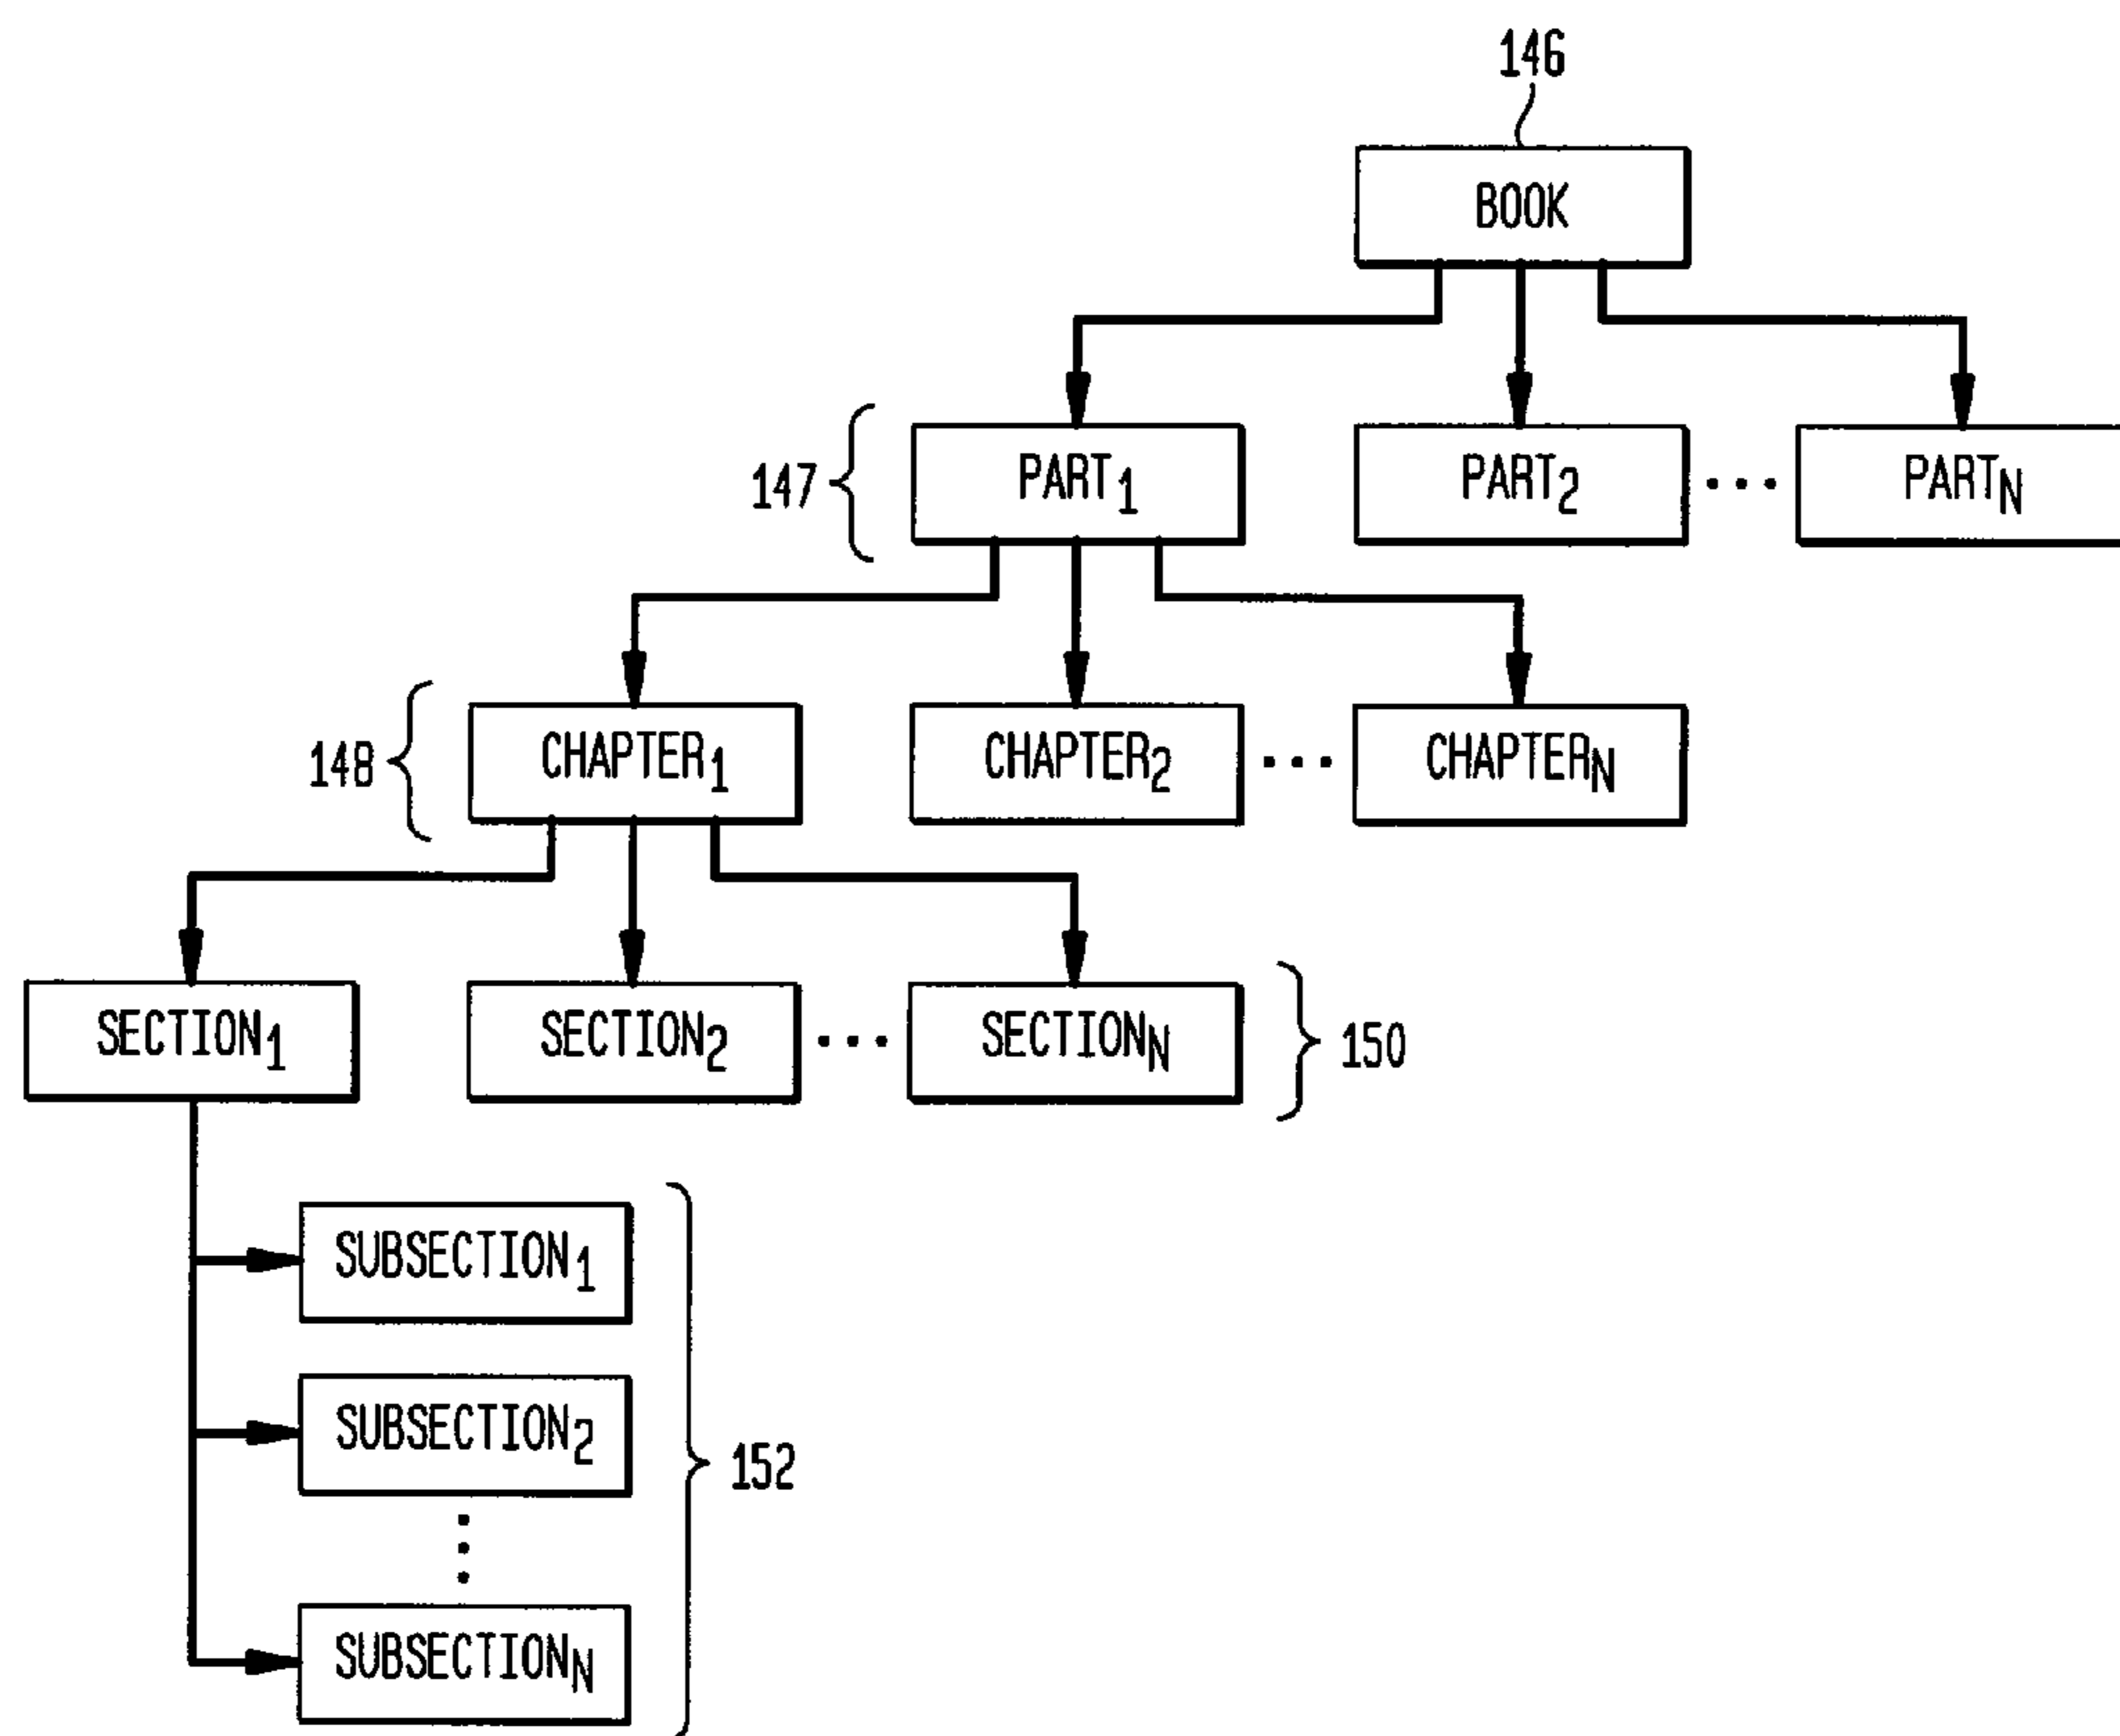 146
BOOK
147 PART1 PART2 ... PARTN
148 CHAPTER1 CHAPTER2 ... CHAPTERN
SECTION1 SECTION2 ... SECTIONN 150
SUBSECTION1
SUBSECTION2
152
SUBSECTIONN